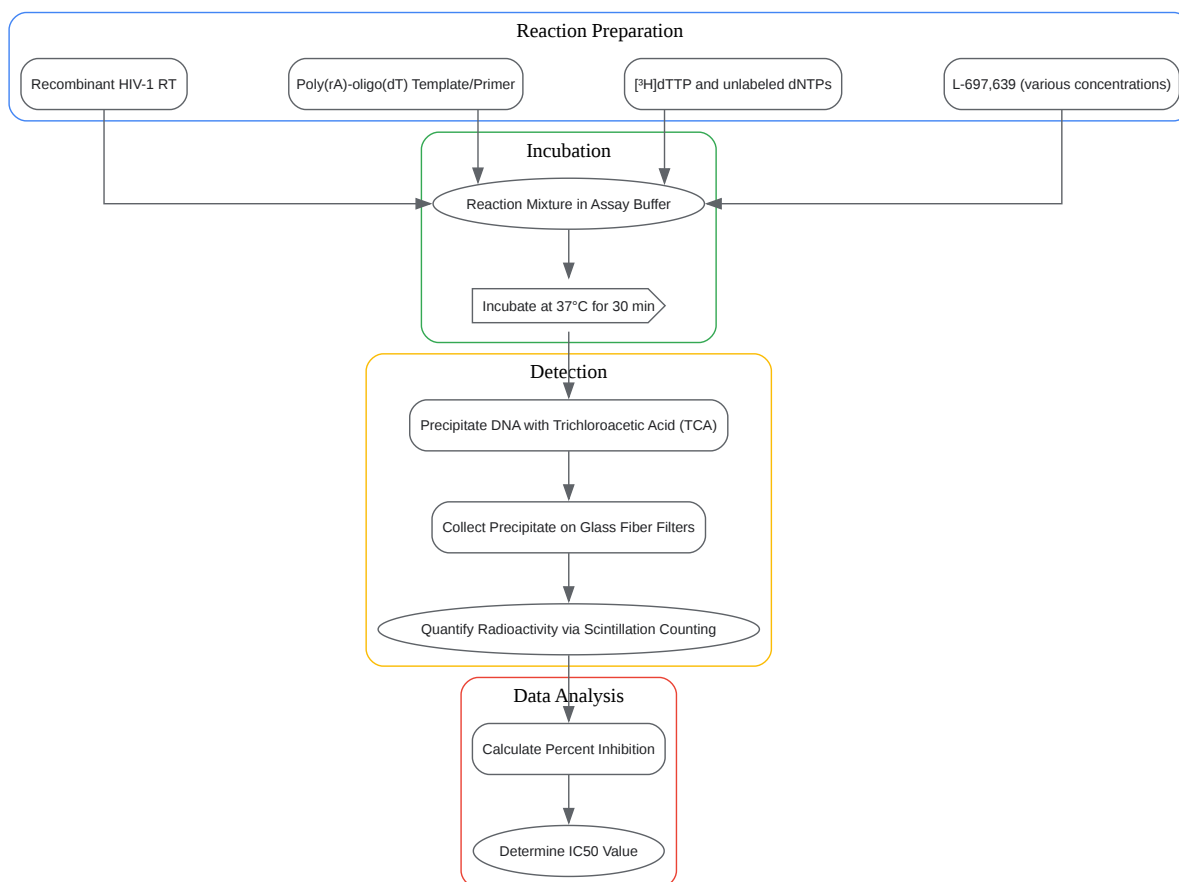 Reaction Preparation
Recombinant HIV-1 RT
Poly(rA)-oligo(dT) Template/Primer
[³H]dTTP and unlabeled dNTPs
L-697,639 (various concentrations)
Incubation
Reaction Mixture in Assay Buffer
Incubate at 37°C for 30 min
Detection
Precipitate DNA with Trichloroacetic Acid (TCA)
Collect Precipitate on Glass Fiber Filters
Quantify Radioactivity via Scintillation Counting
Data Analysis
Calculate Percent Inhibition
Determine IC50 Value